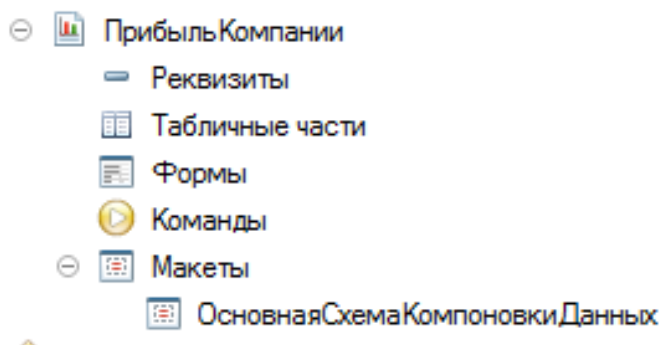 ПрибыльКомпании
Реквизиты
Табличные части
Формы
Команды
Макеты
ОсновнаяСхемаКомпоновкиДанных